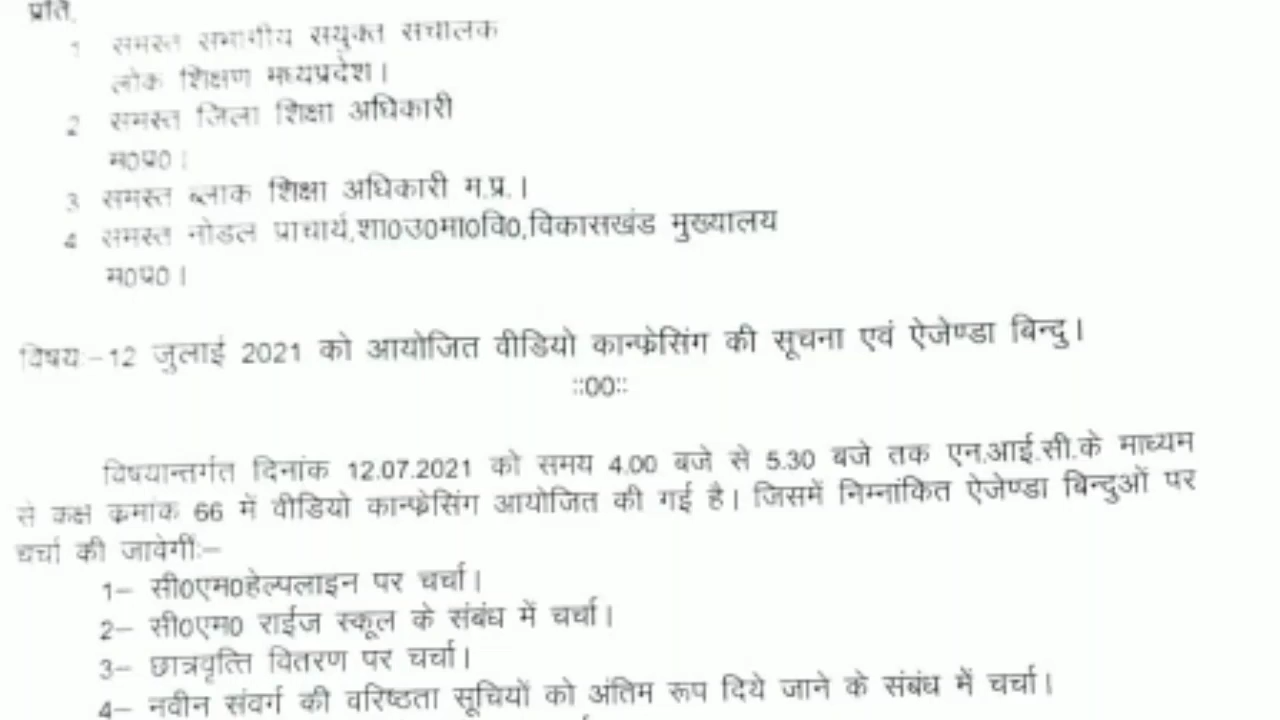 प्रति,
1 समस्त संभागीय संयुक्त संचालक
लोक शिक्षण मध्यप्रदेश।
2 समस्त जिला शिक्षा अधिकारी
म0प्र0।
3 समस्त ब्लाक शिक्षा अधिकारी म.प्र.।
4 समस्त नोडल प्राचार्य,शा0उ0मा0वि0,विकासखंड मुख्यालय
म0प्र0।
विषय:–12 जुलाई 2021 को आयोजित वीडियो कान्फ्रेसिंग की सूचना एवं ऐजेण्डा बिन्दु।
::00::
विषयान्तर्गत दिनांक 12.07.2021 को समय 4.00 बजे से 5.30 बजे तक एन.आई.सी.के माध्यम
से कक्ष क्रमांक 66 में वीडियो कान्फ्रेसिंग आयोजित की गई है। जिसमें निम्नांकित ऐजेण्डा बिन्दुओं पर
चर्चा की जावेगीं:–
1– सी0एम0हेल्पलाइन पर चर्चा।
2– सी0एम0 राईज स्कूल के संबंध में चर्चा।
3– छात्रवृत्ति वितरण पर चर्चा।
4– नवीन संवर्ग की वरिष्ठता सूचियों को अंतिम रूप दिये जाने के संबंध में चर्चा।